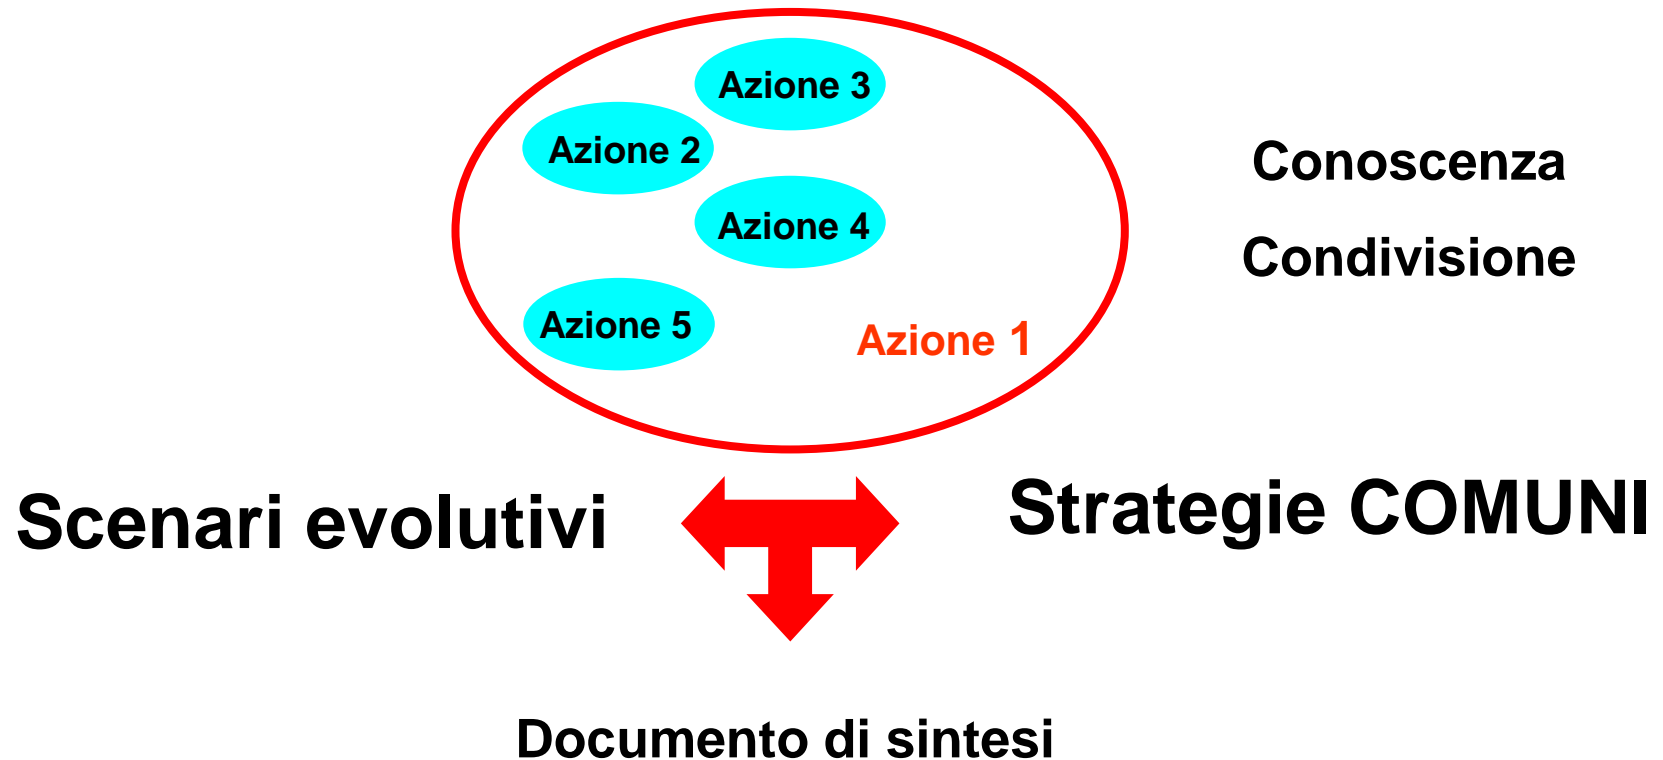 Azione 3
Azione 2
Azione 4
Azione 5
Azione 1
Conoscenza
Condivisione
Scenari evolutivi
Strategie COMUNI
Documento di sintesi